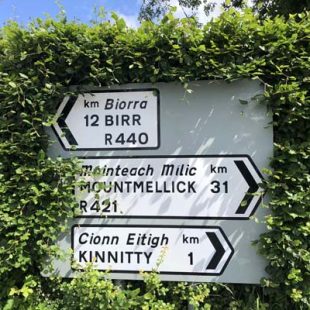 km Biorra
12 BIRR
R440
Móinteach Mílic km
MOUNTMELLICK 31
R421
Cionn Eitigh km
KINNITTY 1